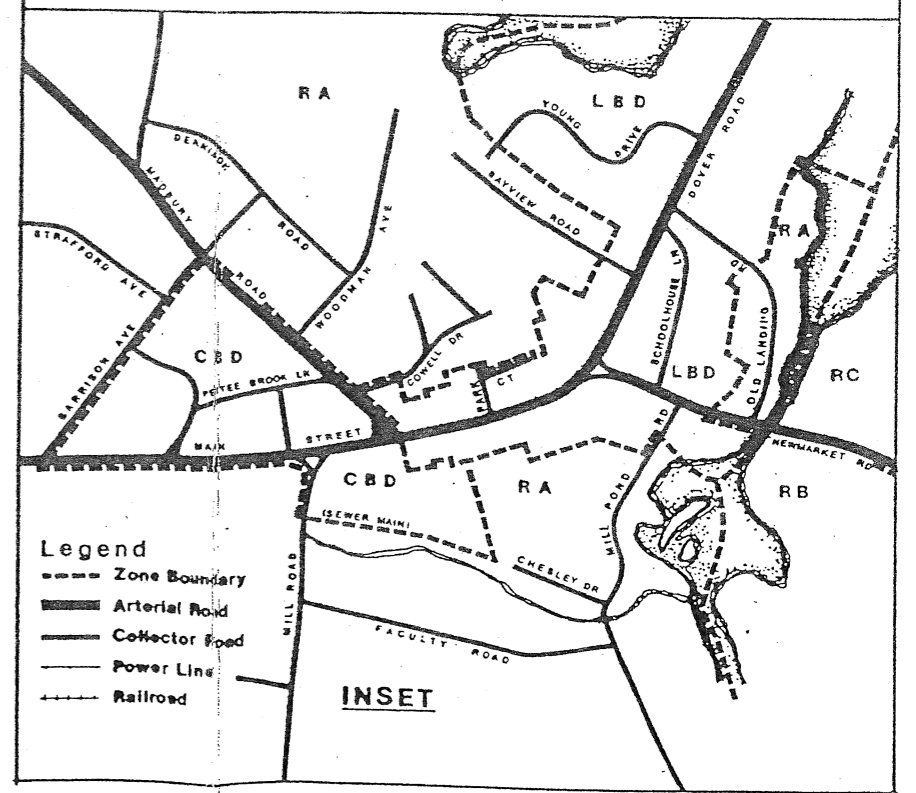 RA
LBD
YOUNG DRIVE
DOVER ROAD
BAYVIEW ROAD
MADBURY ROAD
ROAD
WOODMAN AVE
STRAFFORD AVE
GARRISON AVE
CBD
PETTEE BROOK LN
COWELL DR
PARK CT
SCHOOLHOUSE LN
LBD
OLD LANDING RD
RA
RC
MAIN STREET
NEWMARKET RD
CBD
RA
RB
(SEWER MAIN)
MILL POND RD
CHESLEY DR
MILL ROAD
FACULTY ROAD
Legend
Zone Boundary
Arterial Road
Collector Road
Power Line
Railroad
INSET